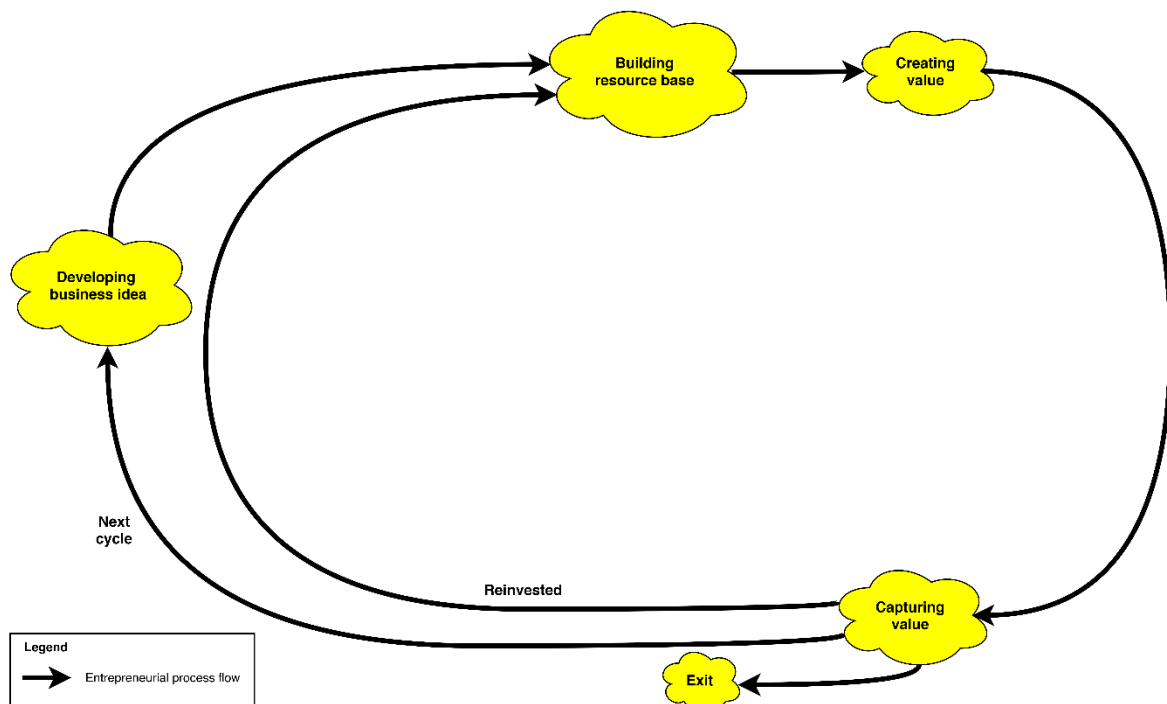 Building
resource base
Creating
value
Developing
business idea
Next
cycle
Reinvested
Capturing
value
Exit
Legend
Entrepreneurial process flow